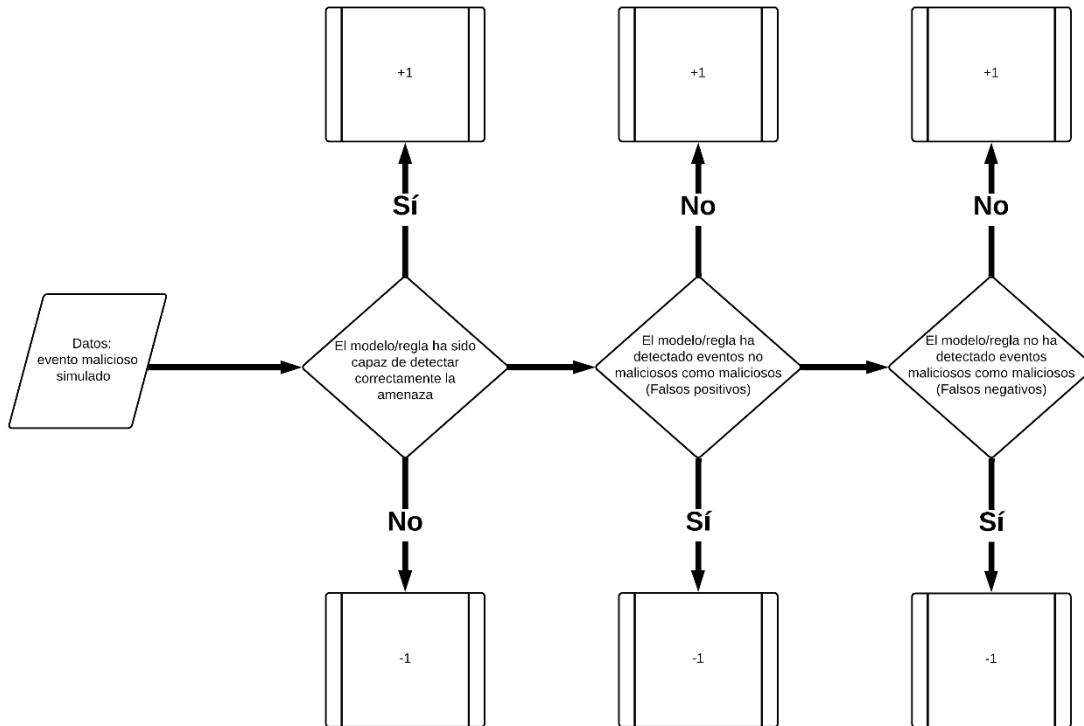 +1
+1
+1
Sí
No
No
Datos:
evento malicioso
simulado
El modelo/regla ha sido
capaz de detectar
correctamente la
amenaza
El modelo/regla ha
detectado eventos no
maliciosos como maliciosos
(Falsos positivos)
El modelo/regla no ha
detectado eventos
maliciosos como maliciosos
(Falsos negativos)
No
Sí
Sí
-1
-1
-1